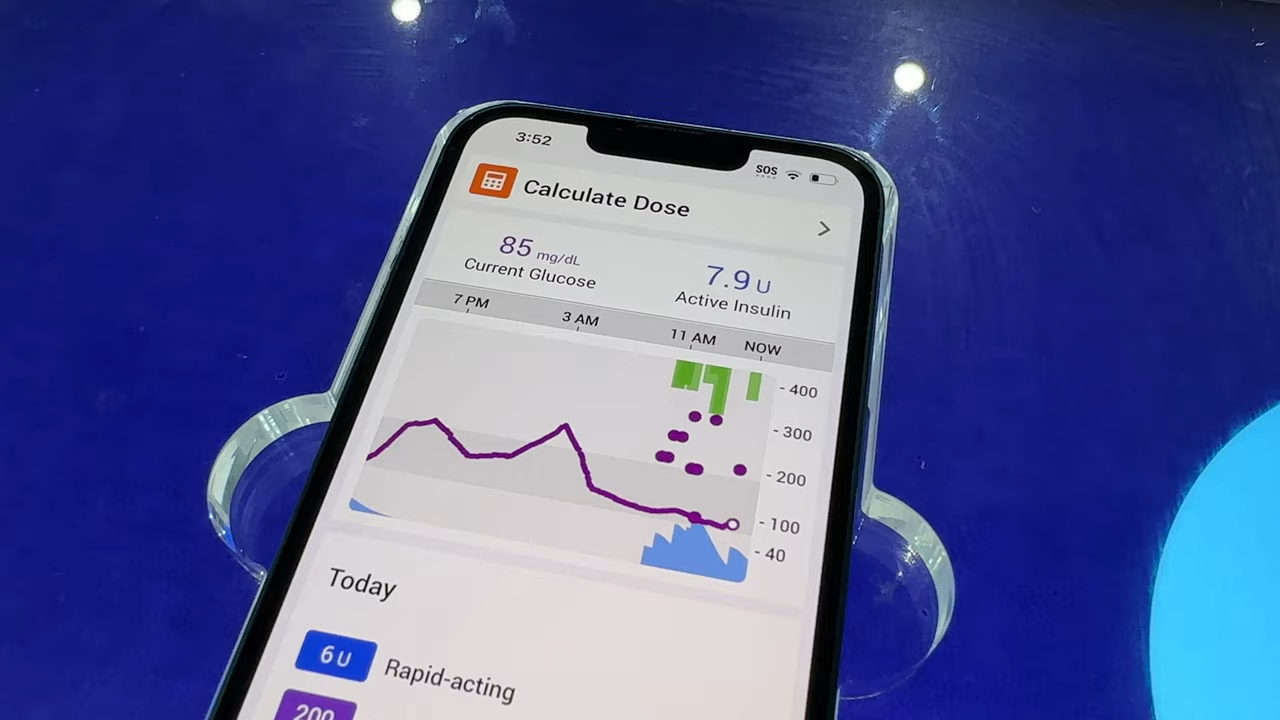 3:52
SOS
Calculate Dose
85 mg/dL
Current Glucose
7.9 U
Active Insulin
7 PM
3 AM
11 AM
NOW
- 400
- 300
- 200
- 100
- 40
Today
6 U
Rapid-acting
200